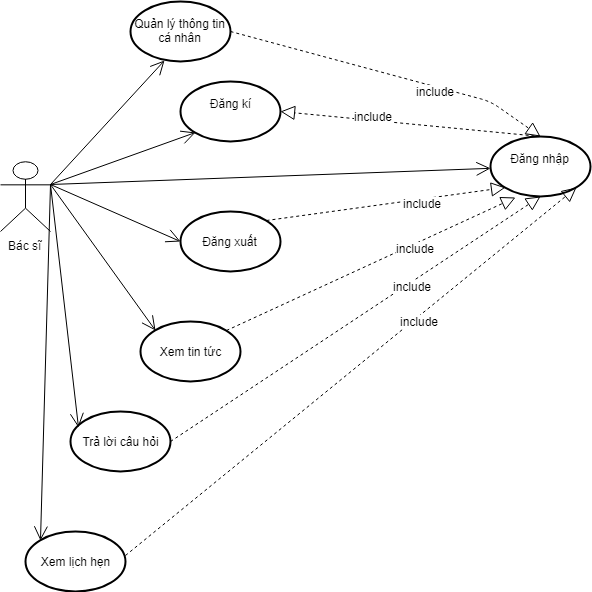 Quản lý thông tin
cá nhân
include
Đăng kí
include
Đăng nhập
Bác sĩ
include
Đăng xuất
include
include
include
Xem tin tức
Trả lời câu hỏi
Xem lịch hẹn